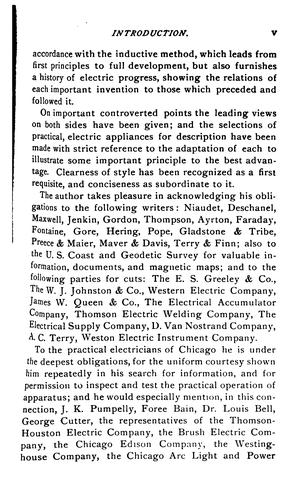 INTRODUCTION. v
accordance with the inductive method, which leads from
first principles to full development, but also furnishes
a history of electric progress, showing the relations of
each important invention to those which preceded and
followed it.
On important controverted points the leading views
on both sides have been given; and the selections of
practical, electric appliances for description have been
made with strict reference to the adaptation of each to
illustrate some important principle to the best advan-
tage. Clearness of style has been recognized as a first
requisite, and conciseness as subordinate to it.
The author takes pleasure in acknowledging his obli-
gations to the following writers: Niaudet, Deschanel,
Maxwell, Jenkin, Gordon, Thompson, Ayrton, Faraday,
Fontaine, Gore, Hering, Pope, Gladstone & Tribe,
Preece & Maier, Maver & Davis, Terry & Finn; also to
the U. S. Coast and Geodetic Survey for valuable in-
formation, documents, and magnetic maps; and to the
following parties for cuts: The E. S. Greeley & Co.,
The W. J. Johnston & Co., Western Electric Company,
James W. Queen & Co., The Electrical Accumulator
Company, Thomson Electric Welding Company, The
Electrical Supply Company, D. Van Nostrand Company,
A. C. Terry, Weston Electric Instrument Company.
To the practical electricians of Chicago he is under
the deepest obligations, for the uniform courtesy shown
him repeatedly in his search for information, and for
permission to inspect and test the practical operation of
apparatus; and he would especially mention, in this con-
nection, J. K. Pumpelly, Foree Bain, Dr. Louis Bell,
George Cutter, the representatives of the Thomson-
Houston Electric Company, the Brush Electric Com-
pany, the Chicago Edison Company, the Westing-
house Company, the Chicago Arc Light and Power